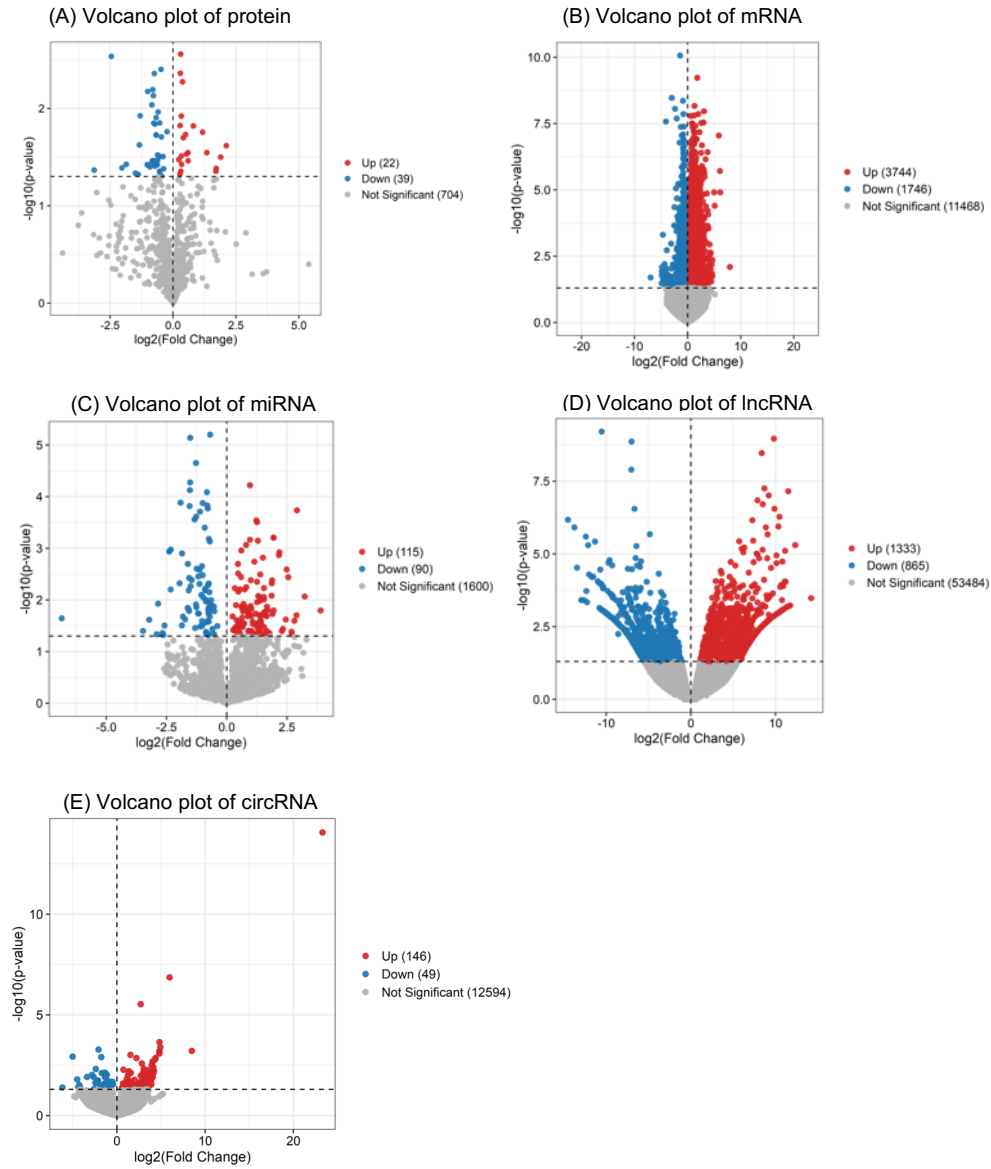 (A) Volcano plot of protein
2
1
0
-log10(p-value)
-2.5
0.0
2.5
5.0
log2(Fold Change)
Up (22)
Down (39)
Not Significant (704)
(B) Volcano plot of mRNA
10.0
7.5
5.0
2.5
0.0
-log10(p-value)
-20
-10
0
10
20
log2(Fold Change)
Up (3744)
Down (1746)
Not Significant (11468)
(C) Volcano plot of miRNA
5
4
3
2
1
0
-log10(p-value)
-5.0
-2.5
0.0
2.5
log2(Fold Change)
Up (115)
Down (90)
Not Significant (1600)
(D) Volcano plot of lncRNA
7.5
5.0
2.5
0.0
-log10(p-value)
-10
0
10
log2(Fold Change)
Up (1333)
Down (865)
Not Significant (53484)
(E) Volcano plot of circRNA
10
5
0
-log10(p-value)
0
10
20
log2(Fold Change)
Up (146)
Down (49)
Not Significant (12594)